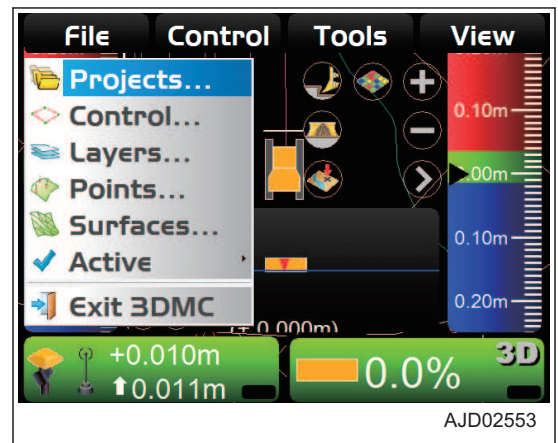 File Control Tools View
Projects...
Control...
Layers...
Points...
Surfaces...
Active
Exit 3DMC
0.10m
0.10m
0.20m
+0.010m
0.011m
0.0%
3D
AJD02553